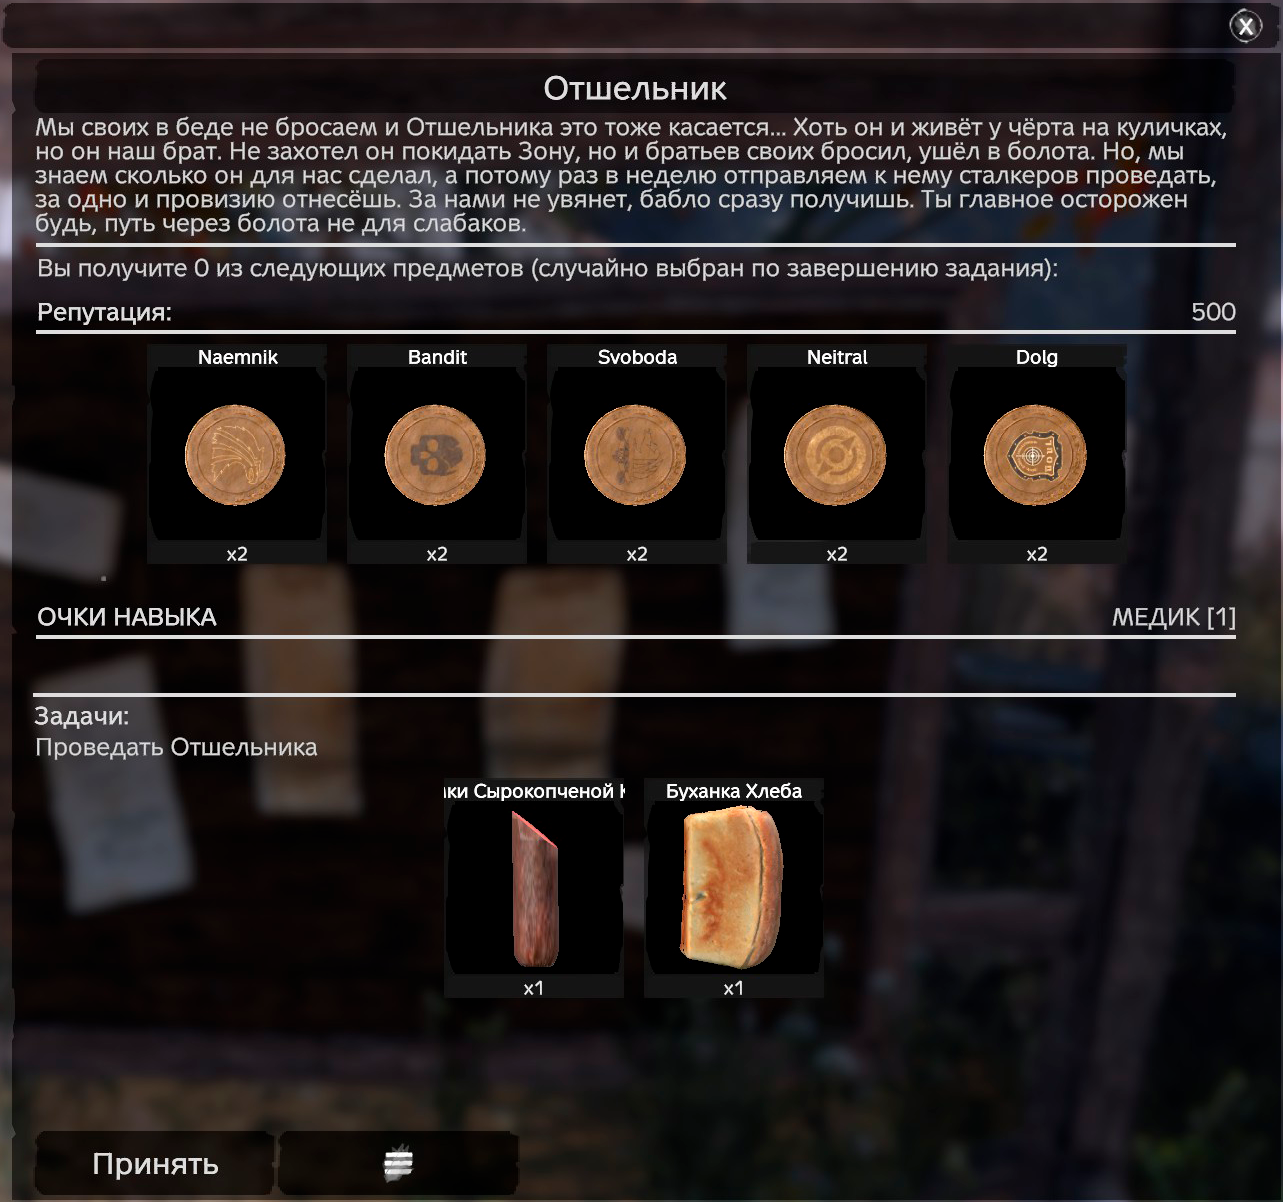 X
Отшельник
Мы своих в беде не бросаем и Отшельника это тоже касается... Хоть он и живёт у чёрта на куличках,
но он наш брат. Не захотел он покидать Зону, но и братьев своих бросил, ушёл в болота. Но, мы
знаем сколько он для нас сделал, а потому раз в неделю отправляем к нему сталкеров проведать,
за одно и провизию отнесёшь. За нами не увянет, бабло сразу получишь. Ты главное осторожен
будь, путь через болота не для слабаков.
Вы получите 0 из следующих предметов (случайно выбран по завершению задания):
Репутация: 500
Naemnik Bandit Svoboda Neitral Dolg
x2 x2 x2 x2 x2
ОЧКИ НАВЫКА МЕДИК [1]
Задачи:
Проведать Отшельника
Сырокопченой Буханка Хлеба
x1 x1
Принять